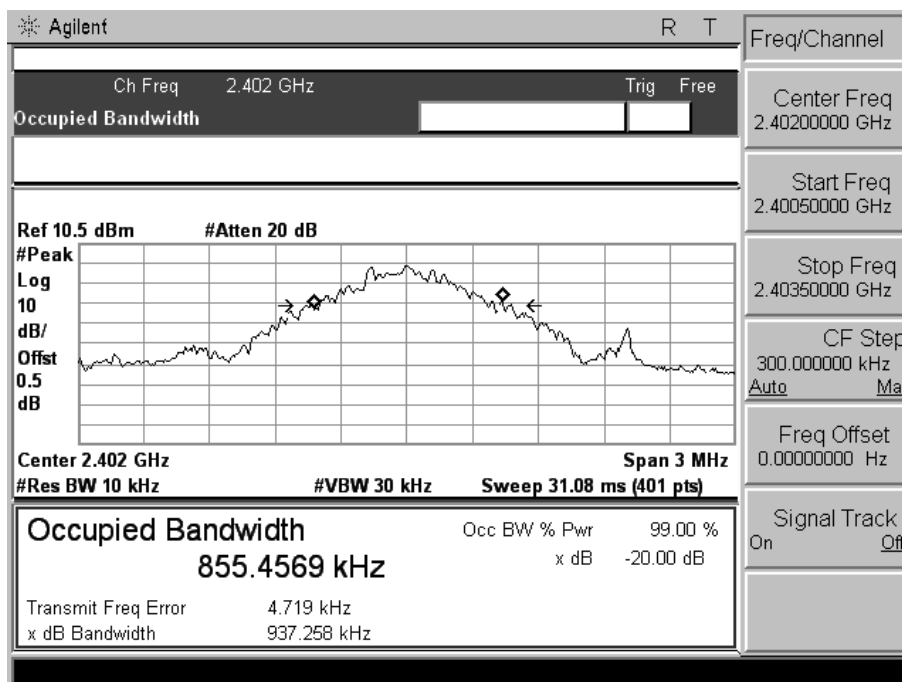 Agilent R T
Ch Freq 2.402 GHz Trig Free
Occupied Bandwidth
Ref 10.5 dBm #Atten 20 dB
#Peak
Log
10
dB/
Offst
0.5
dB
Center 2.402 GHz Span 3 MHz
#Res BW 10 kHz #VBW 30 kHz Sweep 31.08 ms (401 pts)
Occupied Bandwidth
855.4569 kHz
Occ BW % Pwr 99.00 %
x dB -20.00 dB
Transmit Freq Error 4.719 kHz
x dB Bandwidth 937.258 kHz
Freq/Channel
Center Freq
2.40200000 GHz
Start Freq
2.40050000 GHz
Stop Freq
2.40350000 GHz
CF Step
300.000000 kHz
Auto Ma
Freq Offset
0.00000000 Hz
Signal Track
On Off